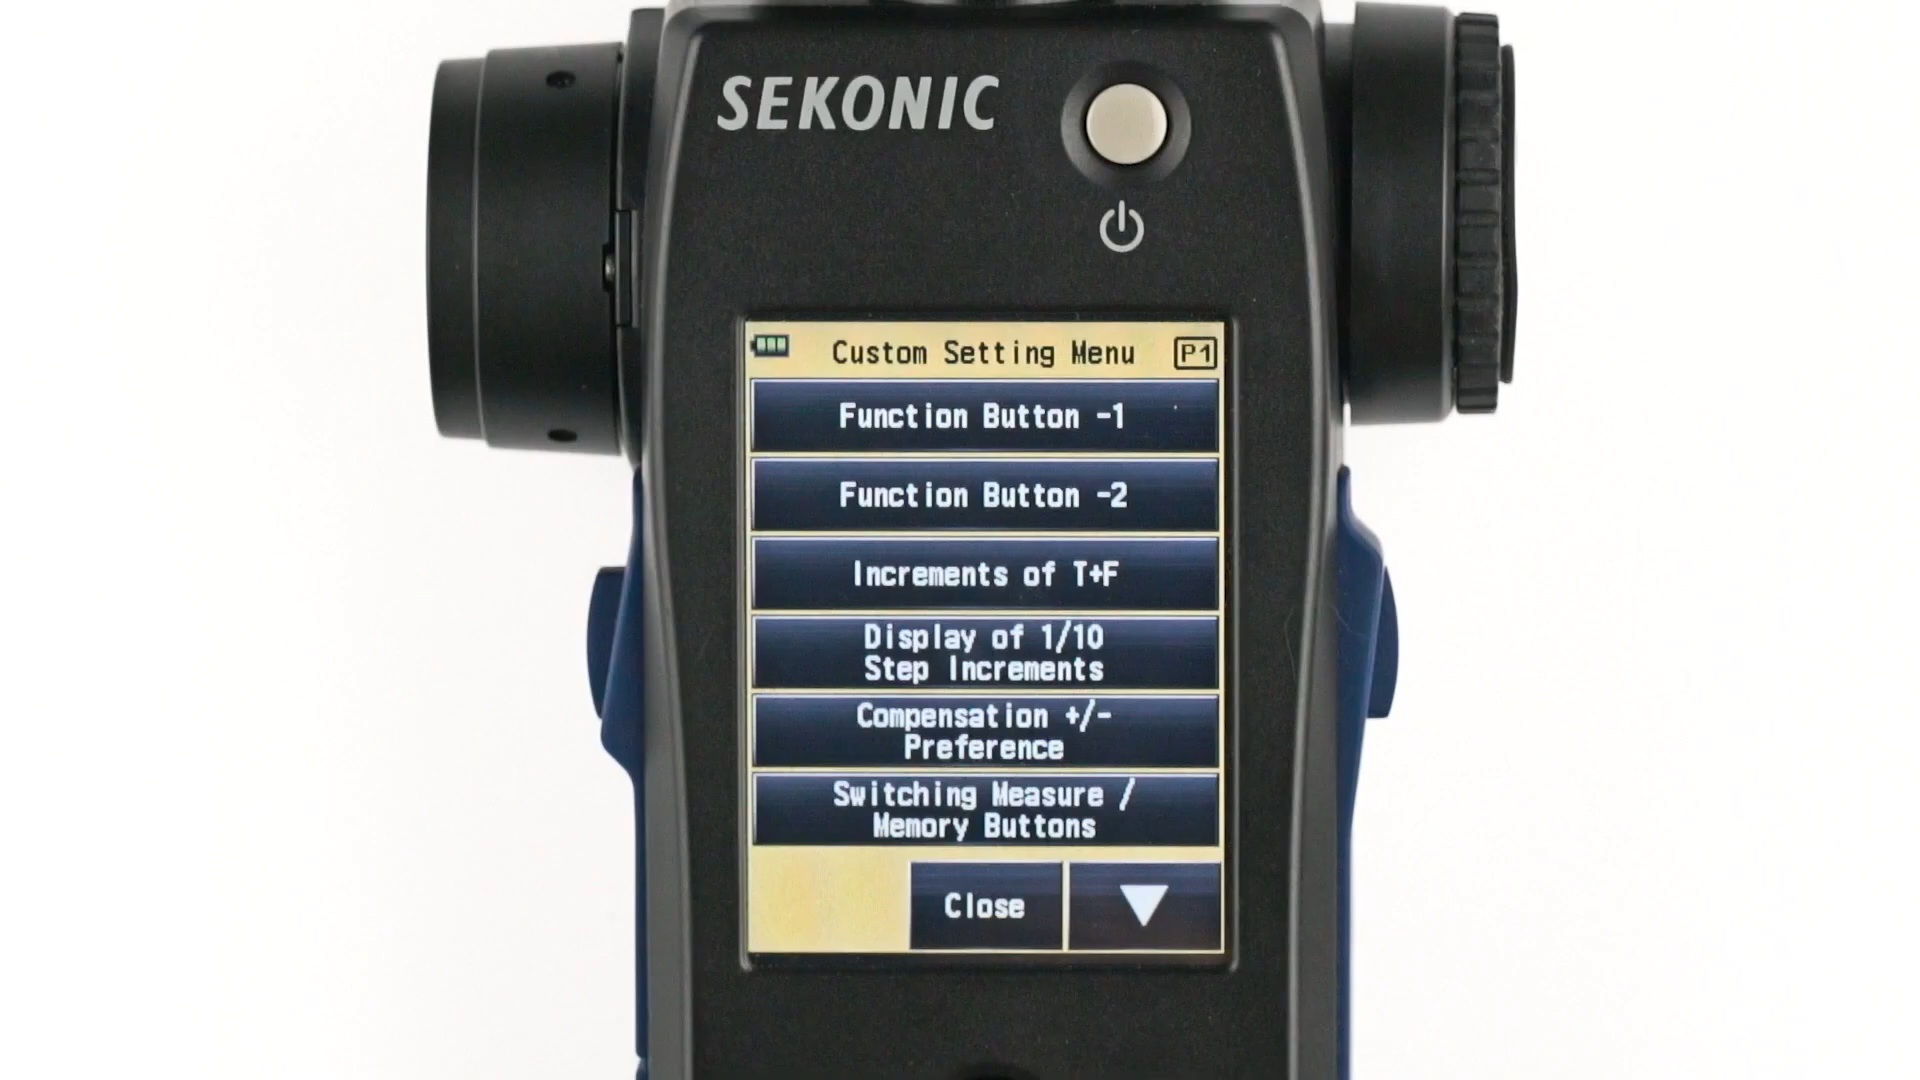 SEKONIC
Custom Setting Menu P1
Function Button -1
Function Button -2
Increments of T+F
Display of 1/10
Step Increments
Compensation +/-
Preference
Switching Measure /
Memory Buttons
Close